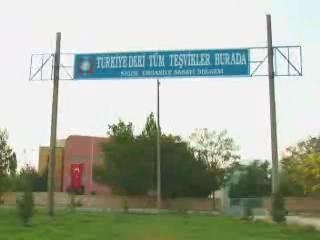 TÜRKİYE'DEKİ TÜM TEŞVİKLER BURADA
NİĞDE ORGANİZE SANAYİ BÖLGESİ